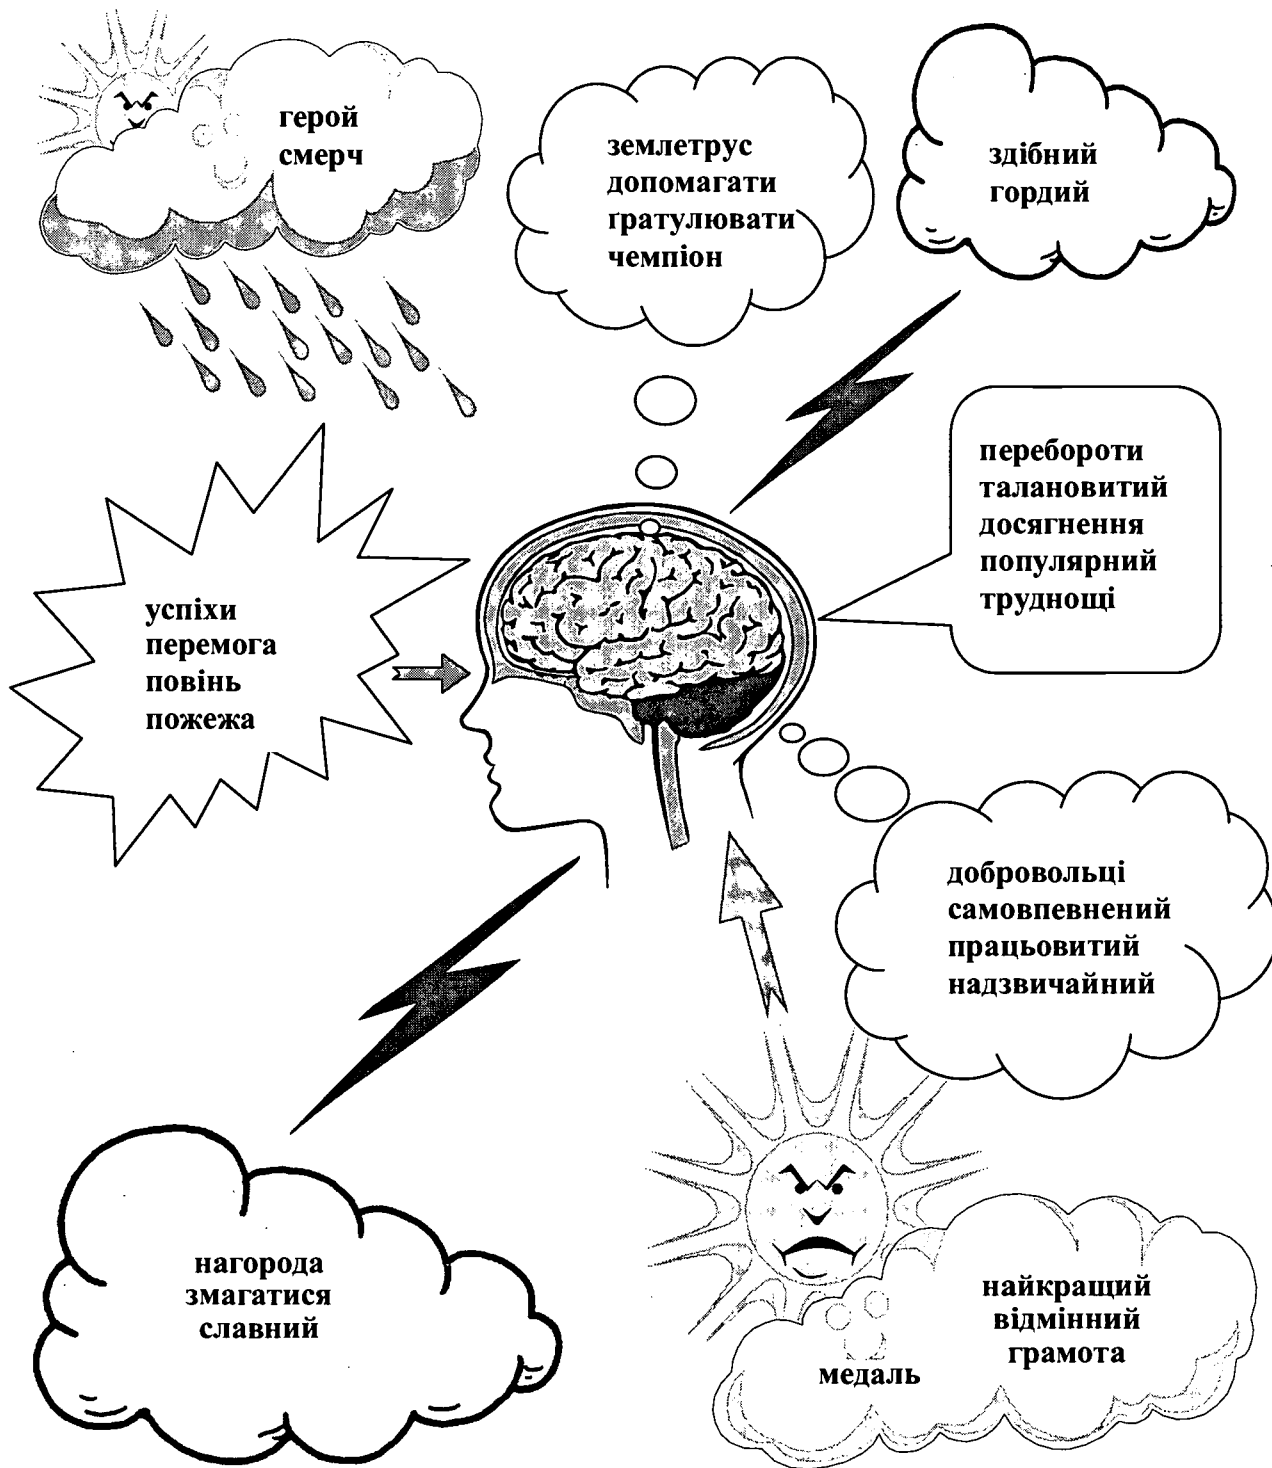 герой
смерч
землетрус
допомагати
ґратулювати
чемпіон
здібний
гордий
перебороти
талановитий
досягнення
популярний
труднощі
успіхи
перемога
повінь
пожежа
добровольці
самовпевнений
працьовитий
надзвичайний
нагорода
змагатися
славний
найкращий
відмінний
грамота
медаль